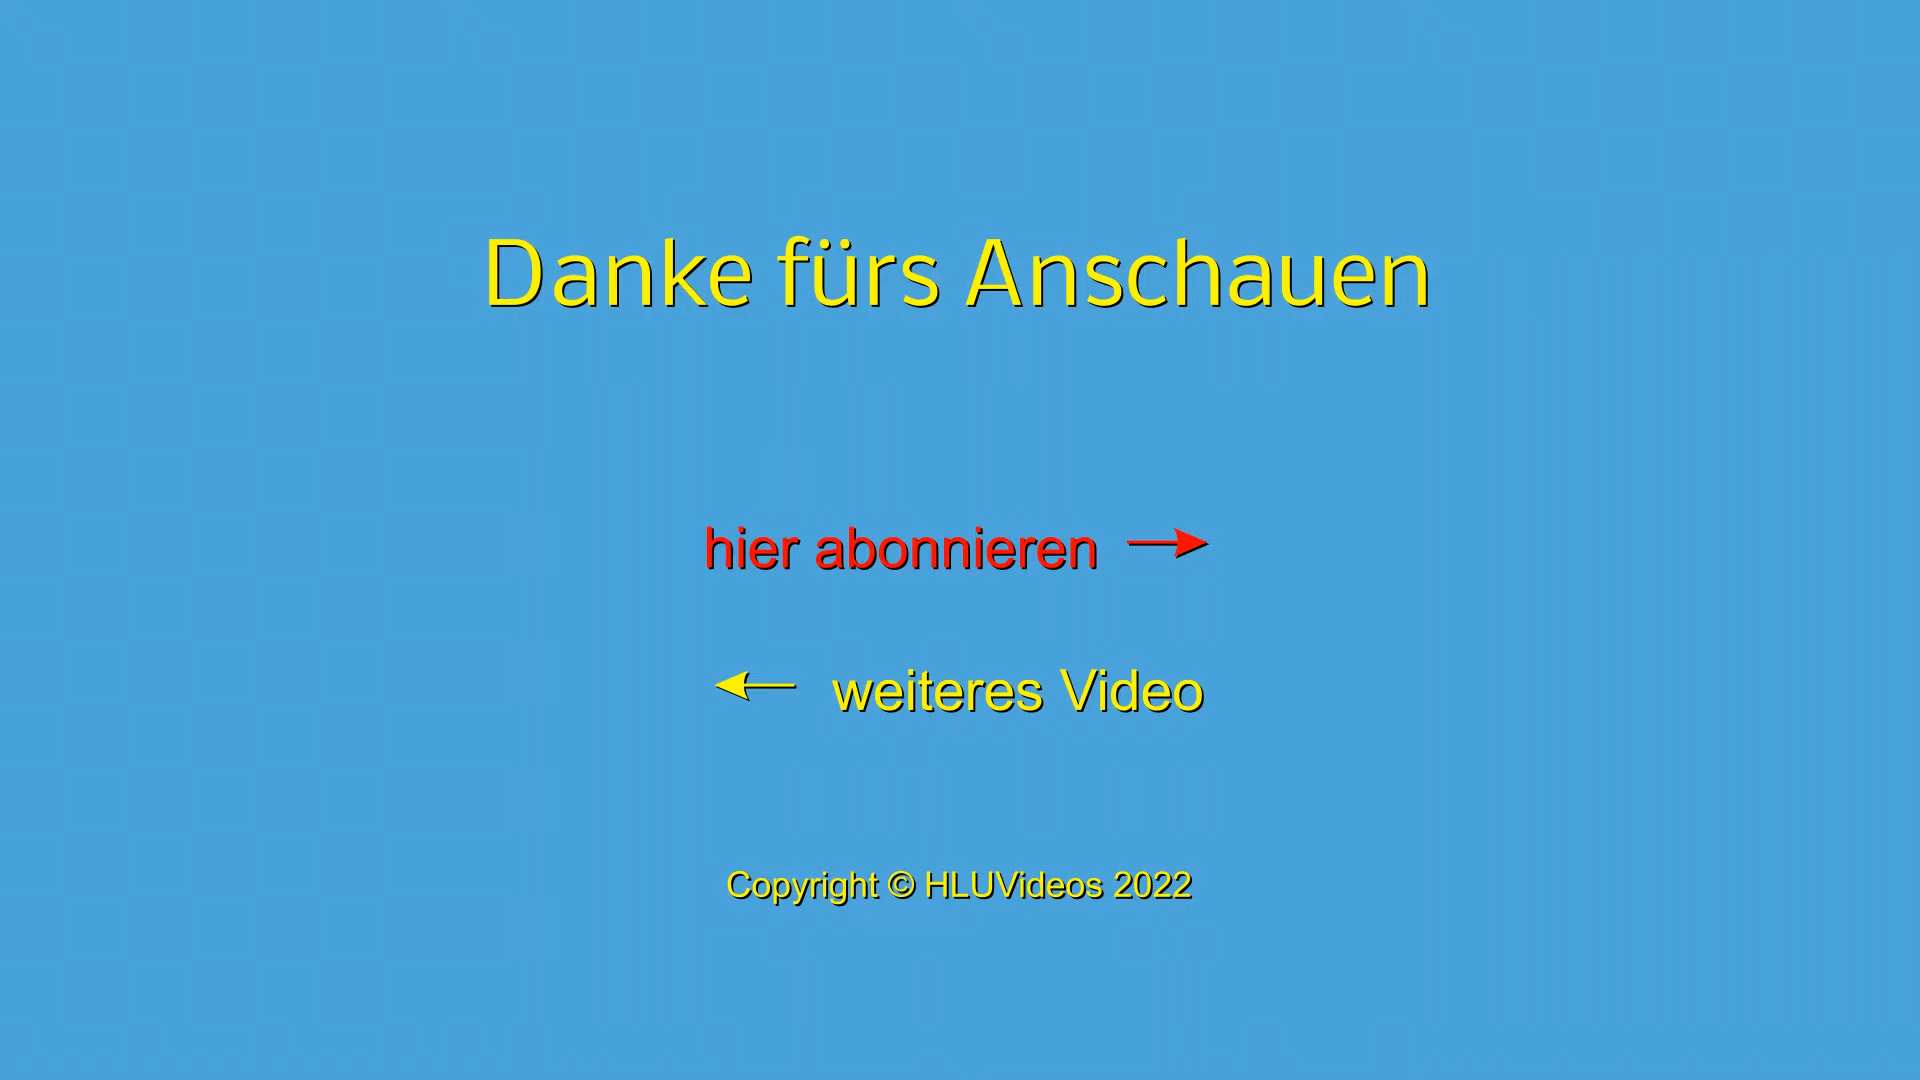 Danke fürs Anschauen
hier abonnieren →
← weiteres Video
Copyright © HLUVideos 2022